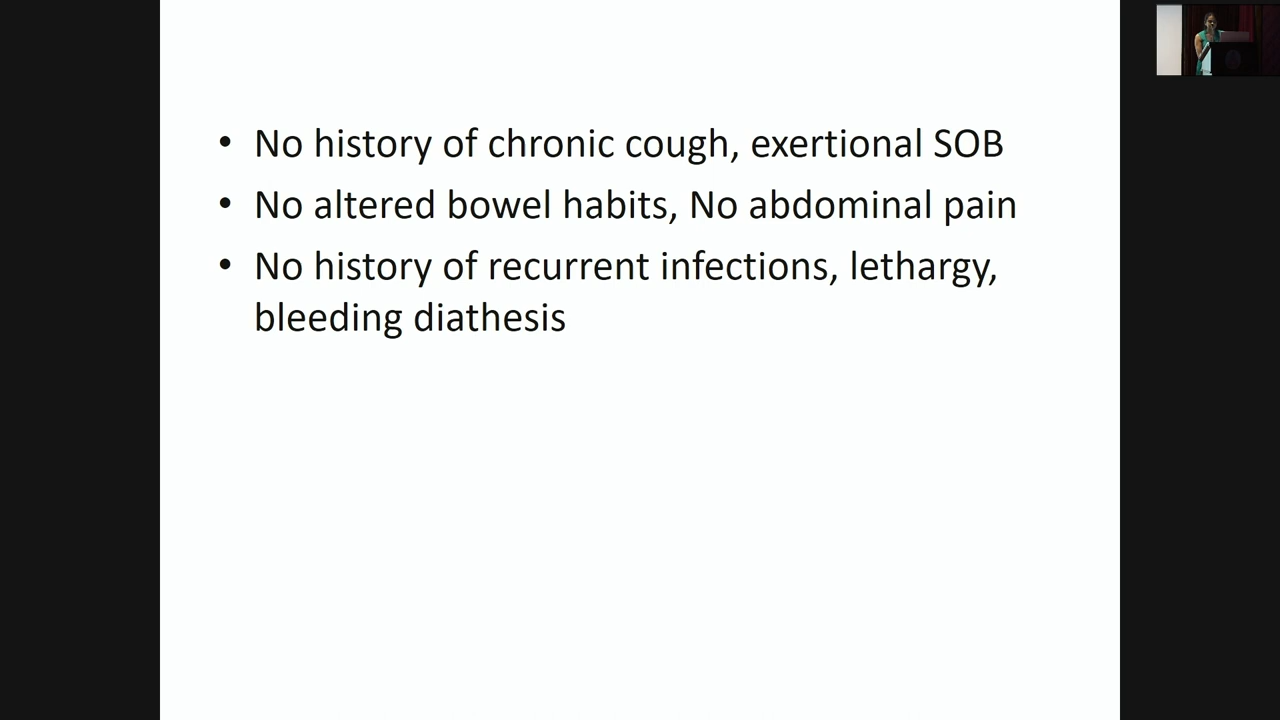 • No history of chronic cough, exertional SOB
• No altered bowel habits, No abdominal pain
• No history of recurrent infections, lethargy,
bleeding diathesis